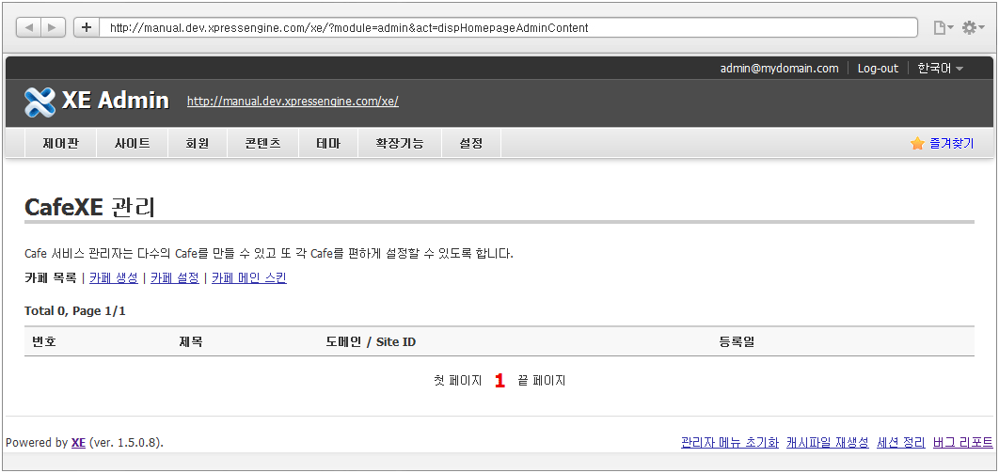 http://manual.dev.xpressengine.com/xe/?module=admin&act=dispHomepageAdminContent
admin@mydomain.com | Log-out | 한국어
XE Admin http://manual.dev.xpressengine.com/xe/
제어판 사이트 회원 콘텐츠 테마 확장기능 설정 즐겨찾기
CafeXE 관리
Cafe 서비스 관리자는 다수의 Cafe를 만들 수 있고 또 각 Cafe를 편하게 설정할 수 있도록 합니다.
카페 목록 | 카페 생성 | 카페 설정 | 카페 메인 스킨
Total 0, Page 1/1
번호 제목 도메인 / Site ID 등록일
첫 페이지 1 끝 페이지
Powered by XE (ver. 1.5.0.8). 관리자 메뉴 초기화 캐시파일 재생성 세션 정리 버그 리포트